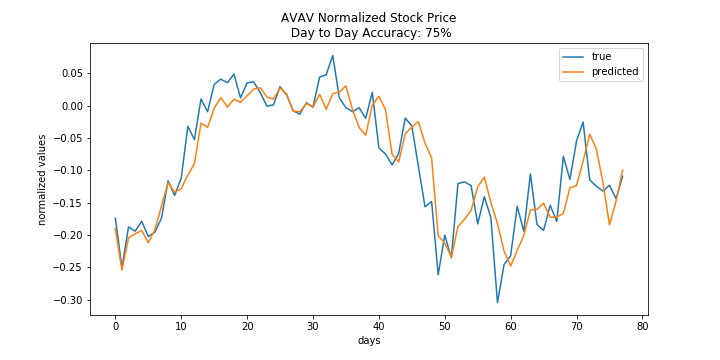 AVAV Normalized Stock Price
Day to Day Accuracy: 75%
true
predicted
normalized values
0.05
0.00
−0.05
−0.10
−0.15
−0.20
−0.25
−0.30
0 10 20 30 40 50 60 70 80
days